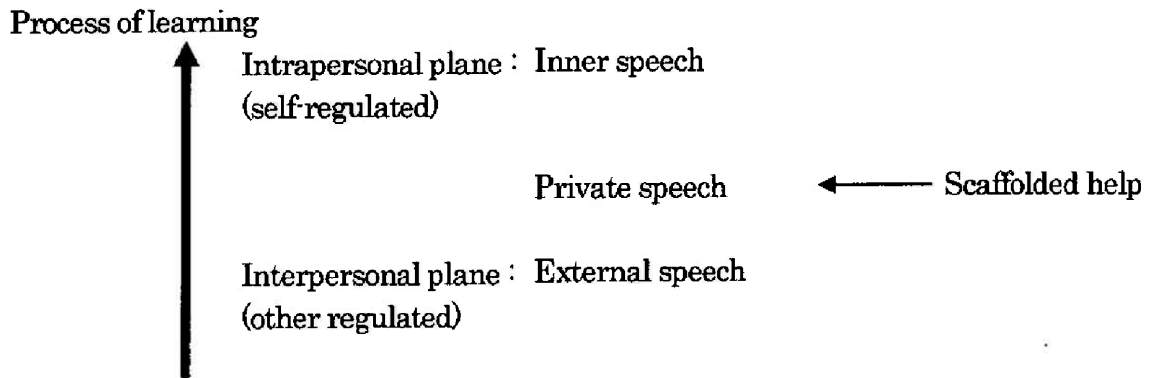 Process of learning
Intrapersonal plane : Inner speech
(self-regulated)
Private speech
Scaffolded help
Interpersonal plane : External speech
(other regulated)